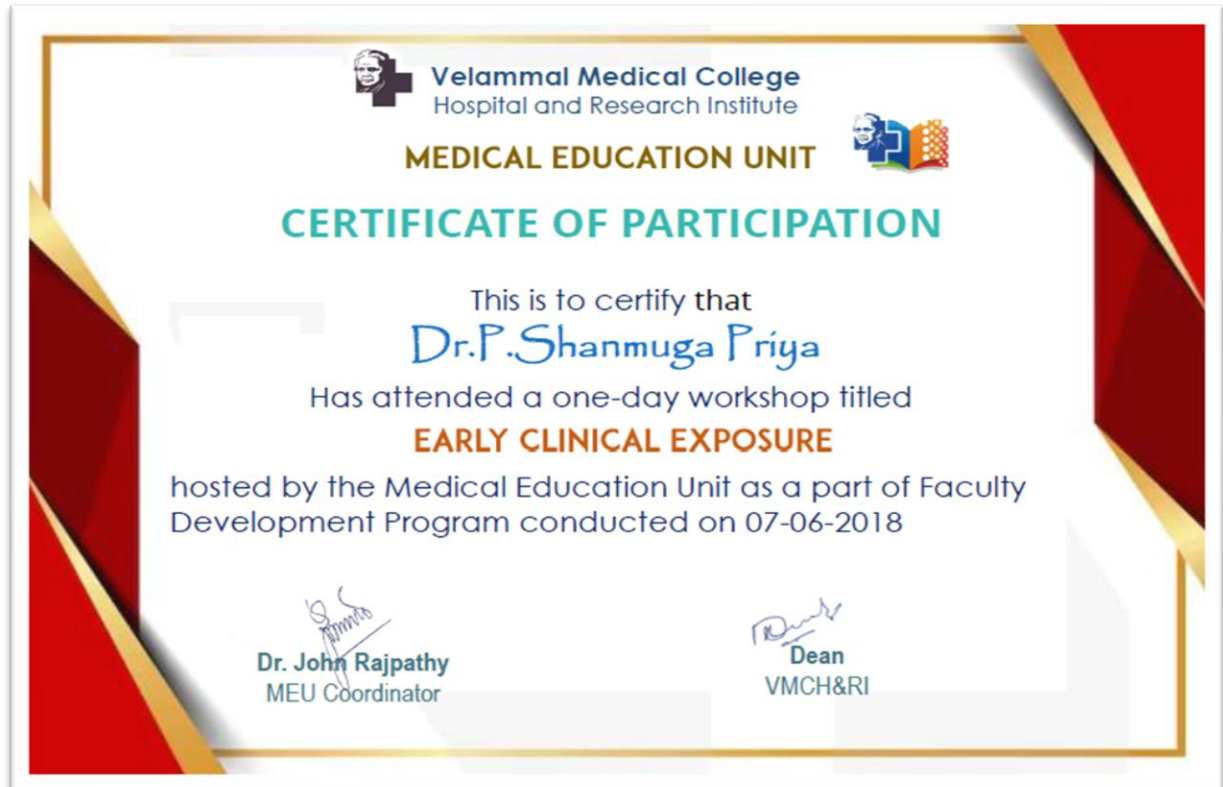 Velammal Medical College
Hospital and Research Institute
MEDICAL EDUCATION UNIT
CERTIFICATE OF PARTICIPATION
This is to certify that
Dr.P.Shanmuga Priya
Has attended a one-day workshop titled
EARLY CLINICAL EXPOSURE
hosted by the Medical Education Unit as a part of Faculty
Development Program conducted on 07-06-2018
Dr. John Rajpathy
MEU Coordinator
Dean
VMCH&RI